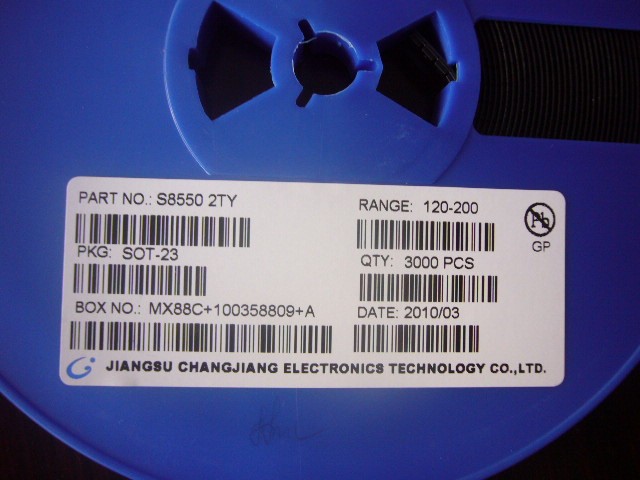 PART NO.: S8550 2TY
RANGE: 120-200
Pb
GP
PKG: SOT-23
QTY: 3000 PCS
BOX NO.: MX88C+100358809+A
DATE: 2010/03
JIANGSU CHANGJIANG ELECTRONICS TECHNOLOGY CO.,LTD.